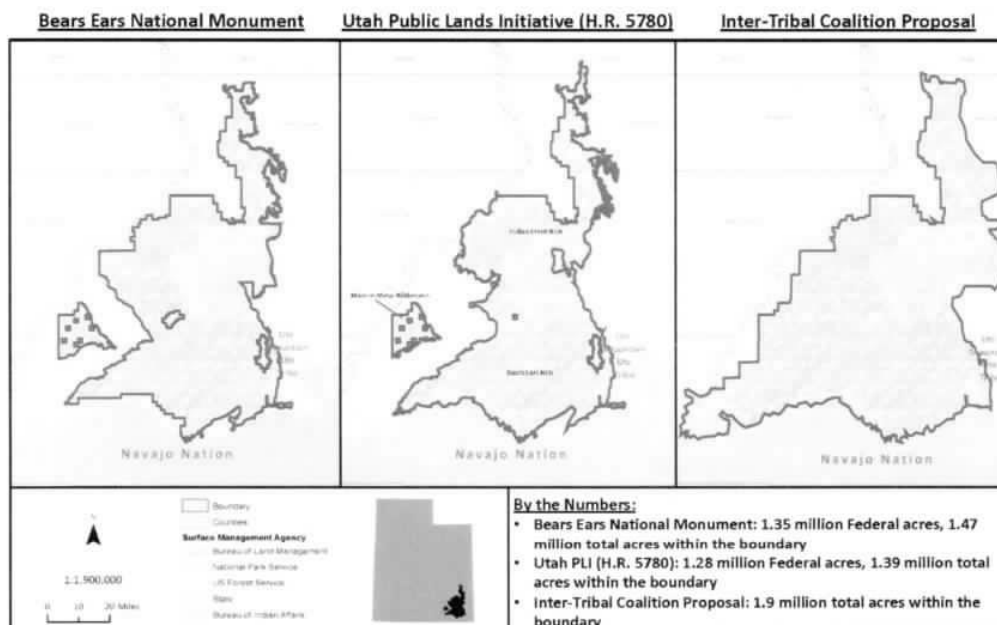 Bears Ears National Monument
Utah Public Lands Initiative (H.R. 5780)
Inter-Tribal Coalition Proposal
Navajo Nation
Navajo Nation
Navajo Nation
1:1,900,000
0 10 20 Miles
Boundary
Counties
Surface Management Agency
Bureau of Land Management
National Park Service
US Forest Service
State
Bureau of Indian Affairs
By the Numbers:
• Bears Ears National Monument: 1.35 million Federal acres, 1.47
million total acres within the boundary
• Utah PLI (H.R. 5780): 1.28 million Federal acres, 1.39 million total
acres within the boundary
• Inter-Tribal Coalition Proposal: 1.9 million total acres within the
boundary